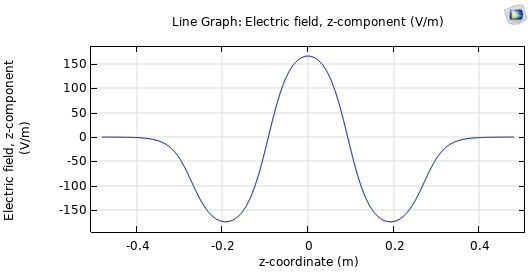 Line Graph: Electric field, z-component (V/m)
Electric field, z-component
(V/m)
150
100
50
0
-50
-100
-150
-0.4 -0.2 0 0.2 0.4
z-coordinate (m)